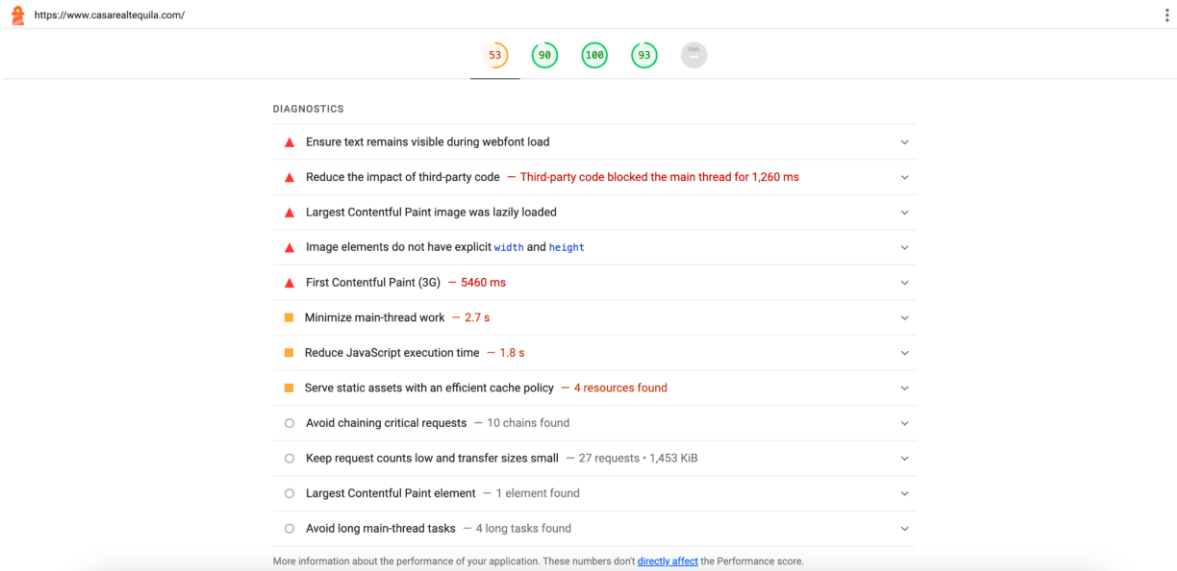 https://www.casarealtequila.com/
53 90 100 93 PWA
DIAGNOSTICS
Ensure text remains visible during webfont load
Reduce the impact of third-party code — Third-party code blocked the main thread for 1,260 ms
Largest Contentful Paint image was lazily loaded
Image elements do not have explicit width and height
First Contentful Paint (3G) — 5460 ms
Minimize main-thread work — 2.7 s
Reduce JavaScript execution time — 1.8 s
Serve static assets with an efficient cache policy — 4 resources found
Avoid chaining critical requests — 10 chains found
Keep request counts low and transfer sizes small — 27 requests • 1,453 KiB
Largest Contentful Paint element — 1 element found
Avoid long main-thread tasks — 4 long tasks found
More information about the performance of your application. These numbers don't directly affect the Performance score.